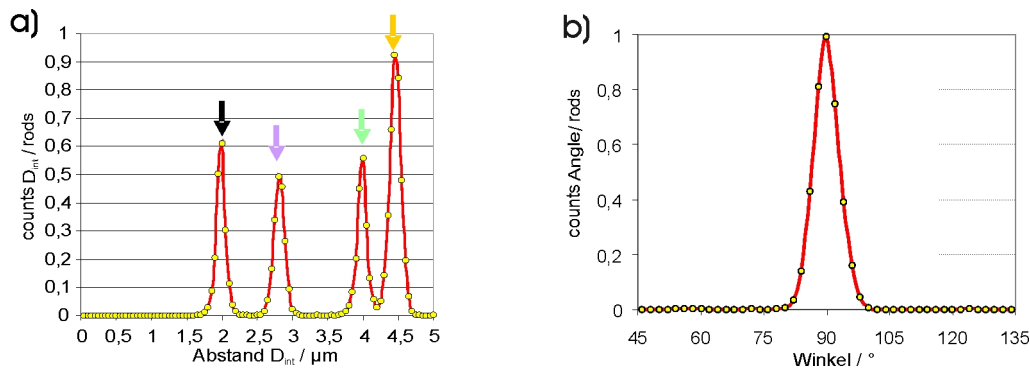 a)
counts D_int / rods
1
0,9
0,8
0,7
0,6
0,5
0,4
0,3
0,2
0,1
0
0 0,5 1 1,5 2 2,5 3 3,5 4 4,5 5
Abstand D_int / µm
b)
counts Angle/ rods
1
0,8
0,6
0,4
0,2
0
45 60 75 90 105 120 135
Winkel / °